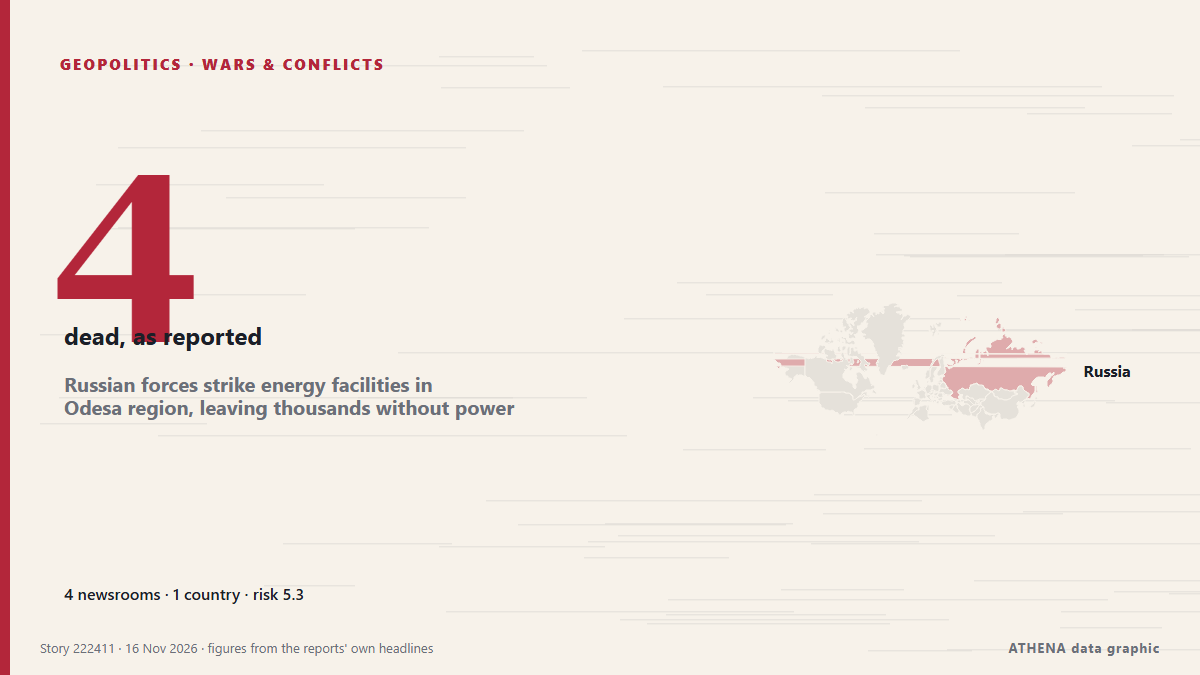 GEOPOLITICS · WARS & CONFLICTS
4
dead, as reported
Russian forces strike energy facilities in
Odesa region, leaving thousands without power
Russia
4 newsrooms · 1 country · risk 5.3
Story 222411 · 16 Nov 2026 · figures from the reports' own headlines
ATHENA data graphic